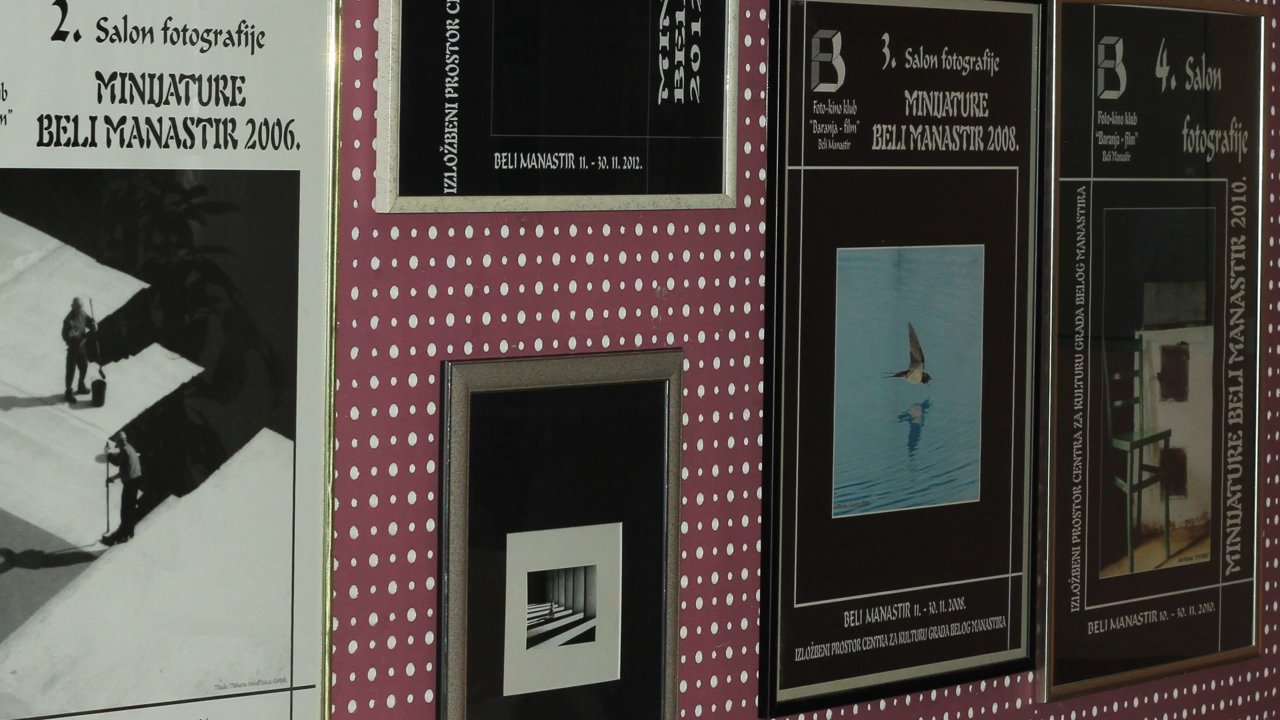 2. Salon fotografije
MINIJATURE
BELI MANASTIR 2006.
IZLOŽBENI PROSTOR
BELI MANASTIR 11. - 30. 11. 2012.
3. Salon fotografije
MINIJATURE
BELI MANASTIR 2008.
Foto-kino klub
"Baranja - film"
Beli Manastir
BELI MANASTIR 11. - 30. 11. 2008.
IZLOŽBENI PROSTOR CENTRA ZA KULTURU GRADA BELOG MANASTIRA
4. Salon
fotografije
Foto-kino klub
"Baranja - film"
Beli Manastir
IZLOŽBENI PROSTOR CENTRA ZA KULTURU GRADA BELOG MANASTIRA
MINIJATURE BELI MANASTIR 2010.
BELI MANASTIR 10. - 30. 11. 2010.